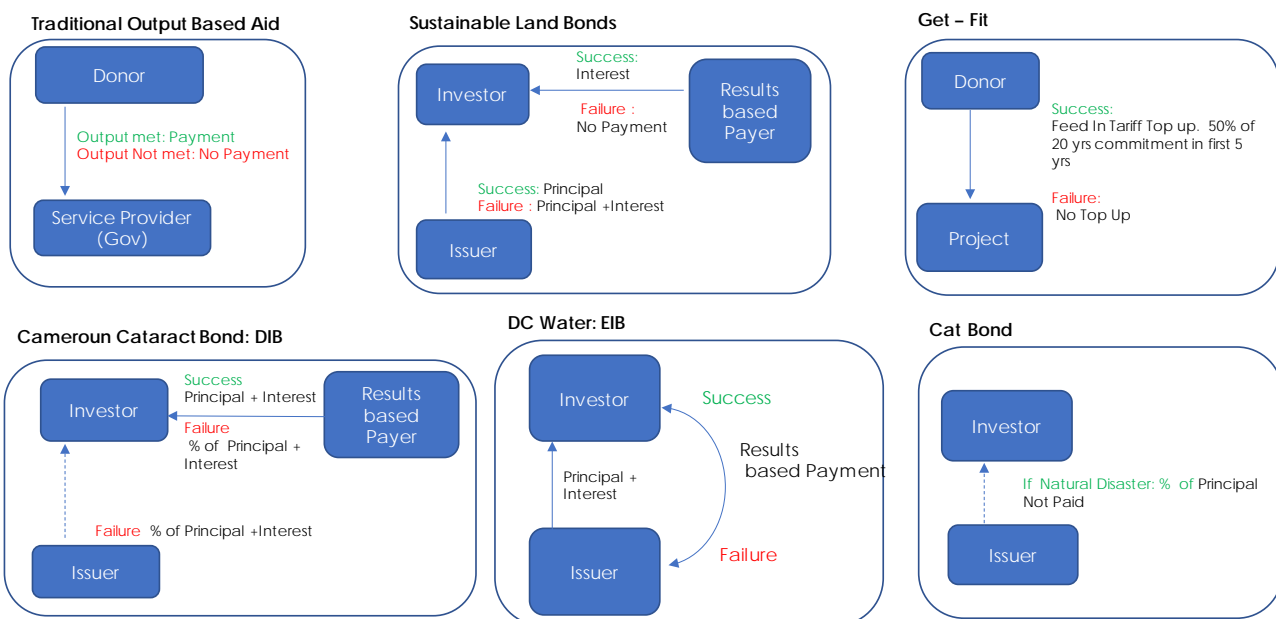 Traditional Output Based Aid
Donor
Output met: Payment
Output Not met: No Payment
Service Provider
(Gov)
Sustainable Land Bonds
Success:
Interest
Investor
Results
based
Payer
Failure :
No Payment
Success: Principal
Failure : Principal +Interest
Issuer
Get – Fit
Donor
Success:
Feed In Tariff Top up. 50% of
20 yrs commitment in first 5
yrs
Failure:
No Top Up
Project
Cameroun Cataract Bond: DIB
Success
Principal + Interest
Investor
Results
based
Payer
Failure
% of Principal +
Interest
Failure % of Principal +Interest
Issuer
DC Water: EIB
Investor
Success
Results
based Payment
Principal +
Interest
Failure
Issuer
Cat Bond
Investor
If Natural Disaster: % of Principal
Not Paid
Issuer